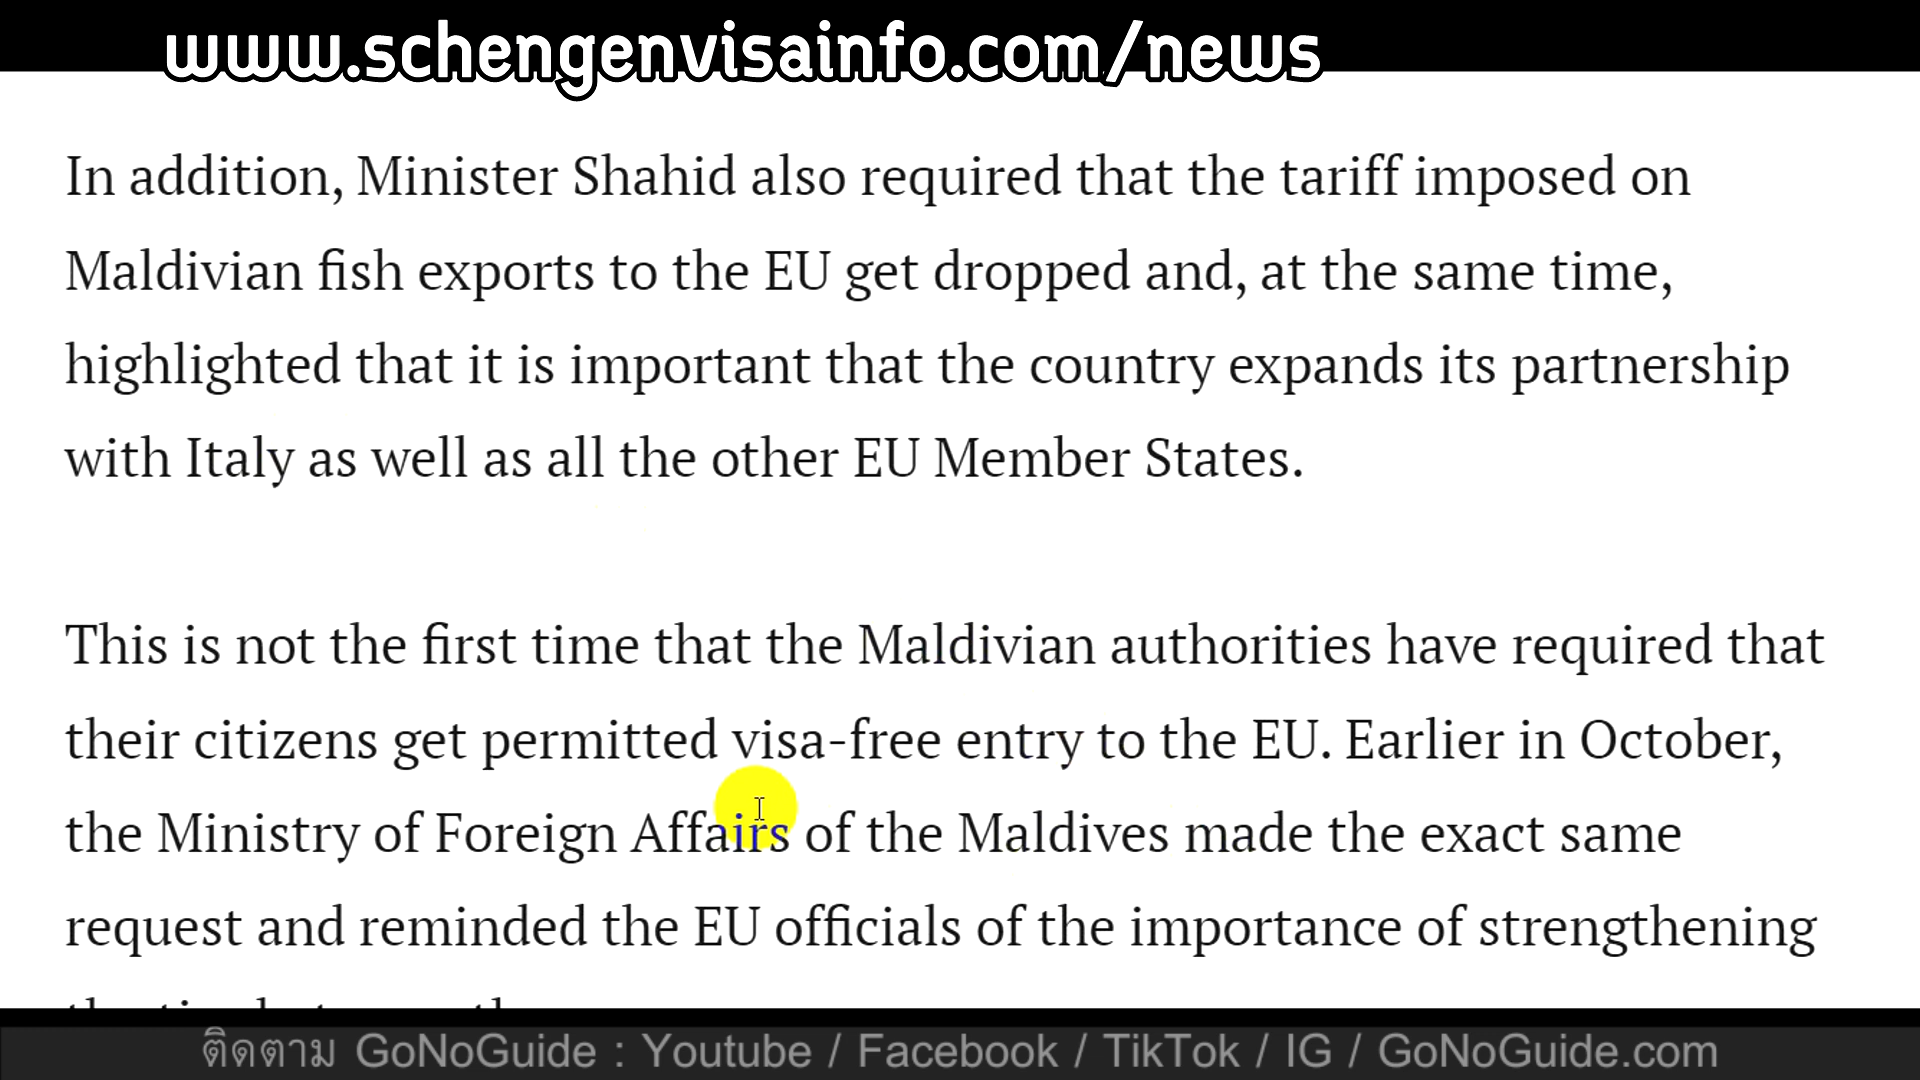 www.schengenvisainfo.com/news
In addition, Minister Shahid also required that the tariff imposed on
Maldivian fish exports to the EU get dropped and, at the same time,
highlighted that it is important that the country expands its partnership
with Italy as well as all the other EU Member States.
This is not the first time that the Maldivian authorities have required that
their citizens get permitted visa-free entry to the EU. Earlier in October,
the Ministry of Foreign Affairs of the Maldives made the exact same
request and reminded the EU officials of the importance of strengthening
ติดตาม GoNoGuide : Youtube / Facebook / TikTok / IG / GoNoGuide.com